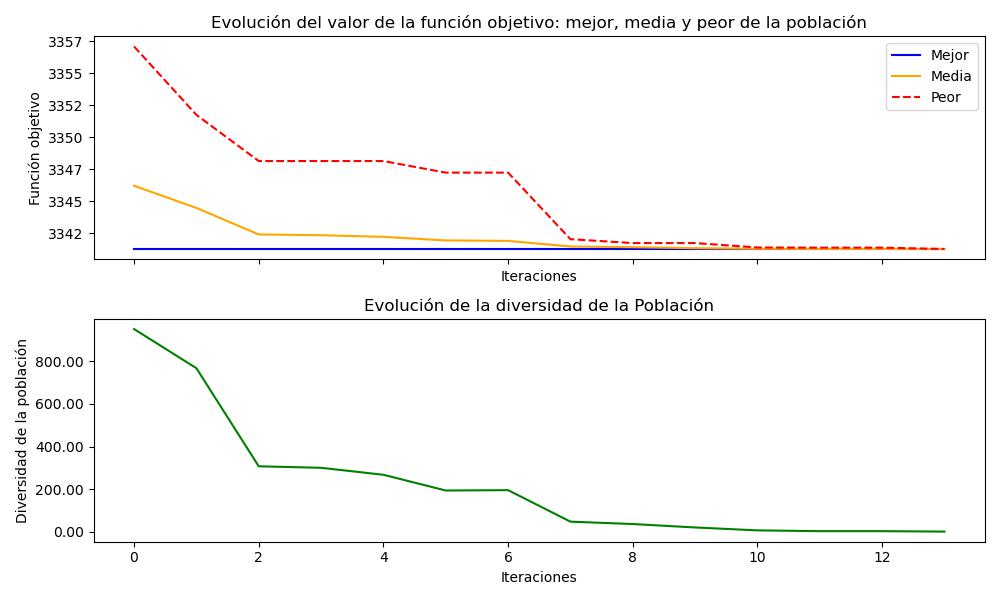 Evolución del valor de la función objetivo: mejor, media y peor de la población
Función objetivo
3357
3355
3352
3350
3347
3345
3342
Mejor
Media
Peor
Iteraciones
Evolución de la diversidad de la Población
Diversidad de la población
800.00
600.00
400.00
200.00
0.00
0 2 4 6 8 10 12
Iteraciones